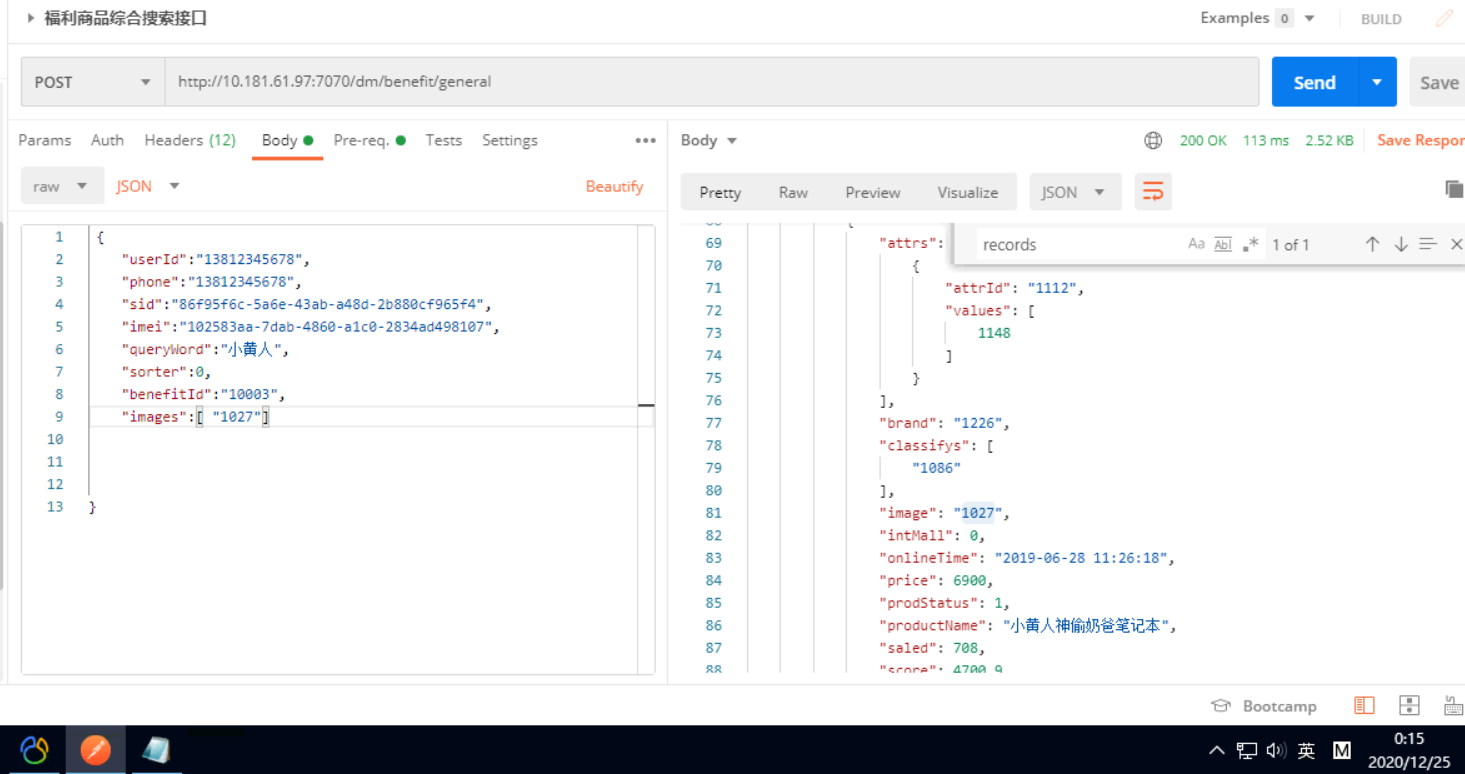 福利商品综合搜索接口
Examples 0 BUILD
POST http://10.181.61.97:7070/dm/benefit/general Send Save
Params Auth Headers (12) Body Pre-req. Tests Settings
raw JSON Beautify
1 {
2 "userId":"13812345678",
3 "phone":"13812345678",
4 "sid":"86f95f6c-5a6e-43ab-a48d-2b880cf965f4",
5 "imei":"102583aa-7dab-4860-a1c0-2834ad498107",
6 "queryWord":"小黄人",
7 "sorter":0,
8 "benefitId":"10003",
9 "images":[ "1027"]
10
11
12
13 }
Body 200 OK 113 ms 2.52 KB Save Respor
Pretty Raw Preview Visualize JSON
records Aa Abl .* 1 of 1
69 "attrs":
70 {
71 "attrId": "1112",
72 "values": [
73 1148
74 ]
75 }
76 ],
77 "brand": "1226",
78 "classifys": [
79 "1086"
80 ],
81 "image": "1027",
82 "intMall": 0,
83 "onlineTime": "2019-06-28 11:26:18",
84 "price": 6900,
85 "prodStatus": 1,
86 "productName": "小黄人神偷奶爸笔记本",
87 "saled": 708,
88 "score": 4700.9
Bootcamp
英 M 0:15
2020/12/25